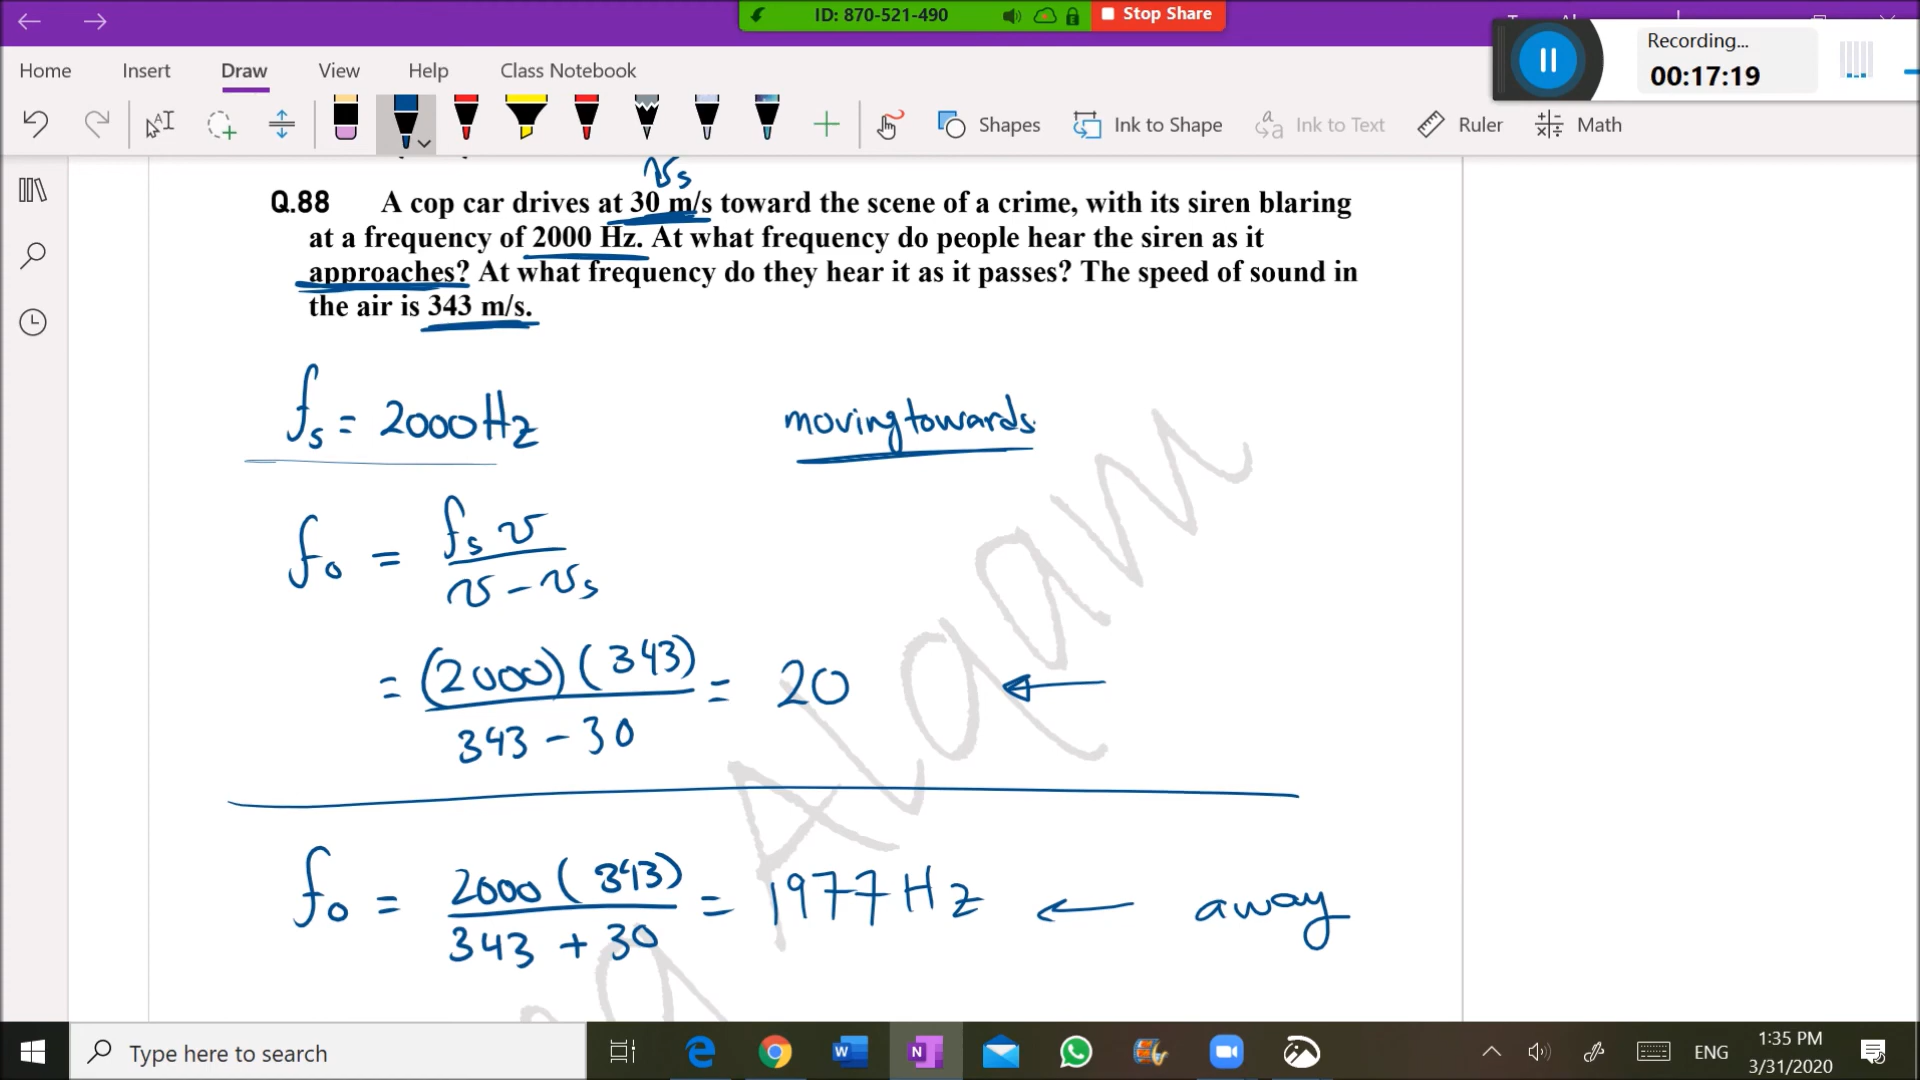 ID: 870-521-490 Stop Share
Recording...
00:17:19
Home Insert Draw View Help Class Notebook
Shapes Ink to Shape Ink to Text Ruler Math
vs
Q.88 A cop car drives at 30 m/s toward the scene of a crime, with its siren blaring
at a frequency of 2000 Hz. At what frequency do people hear the siren as it
approaches? At what frequency do they hear it as it passes? The speed of sound in
the air is 343 m/s.
fs = 2000 Hz moving towards
fo = fs v / v - vs
= (2000) (343) / 343 - 30 = 20
fo = 2000 (343) / 343 + 30 = 1977 Hz ← away
Alqam
Type here to search
ENG
1:35 PM
3/31/2020